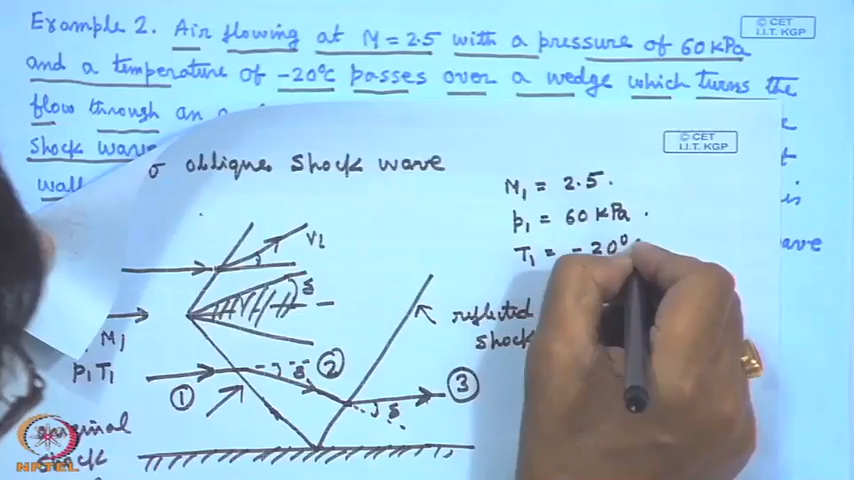 Example 2. Air flowing at M = 2.5 with a pressure of 60 kPa
and a temperature of -20°C passes over a wedge which turns the
flow through an
shock wave
wall
is
ave
© CET
I.I.T. KGP
© CET
I.I.T. KGP
oblique shock wave
M1 = 2.5.
p1 = 60 kPa.
T1 = -20°
V2
δ
M1
p1 T1
1
δ
2
δ
3
reflected
shock
shock
NPTEL